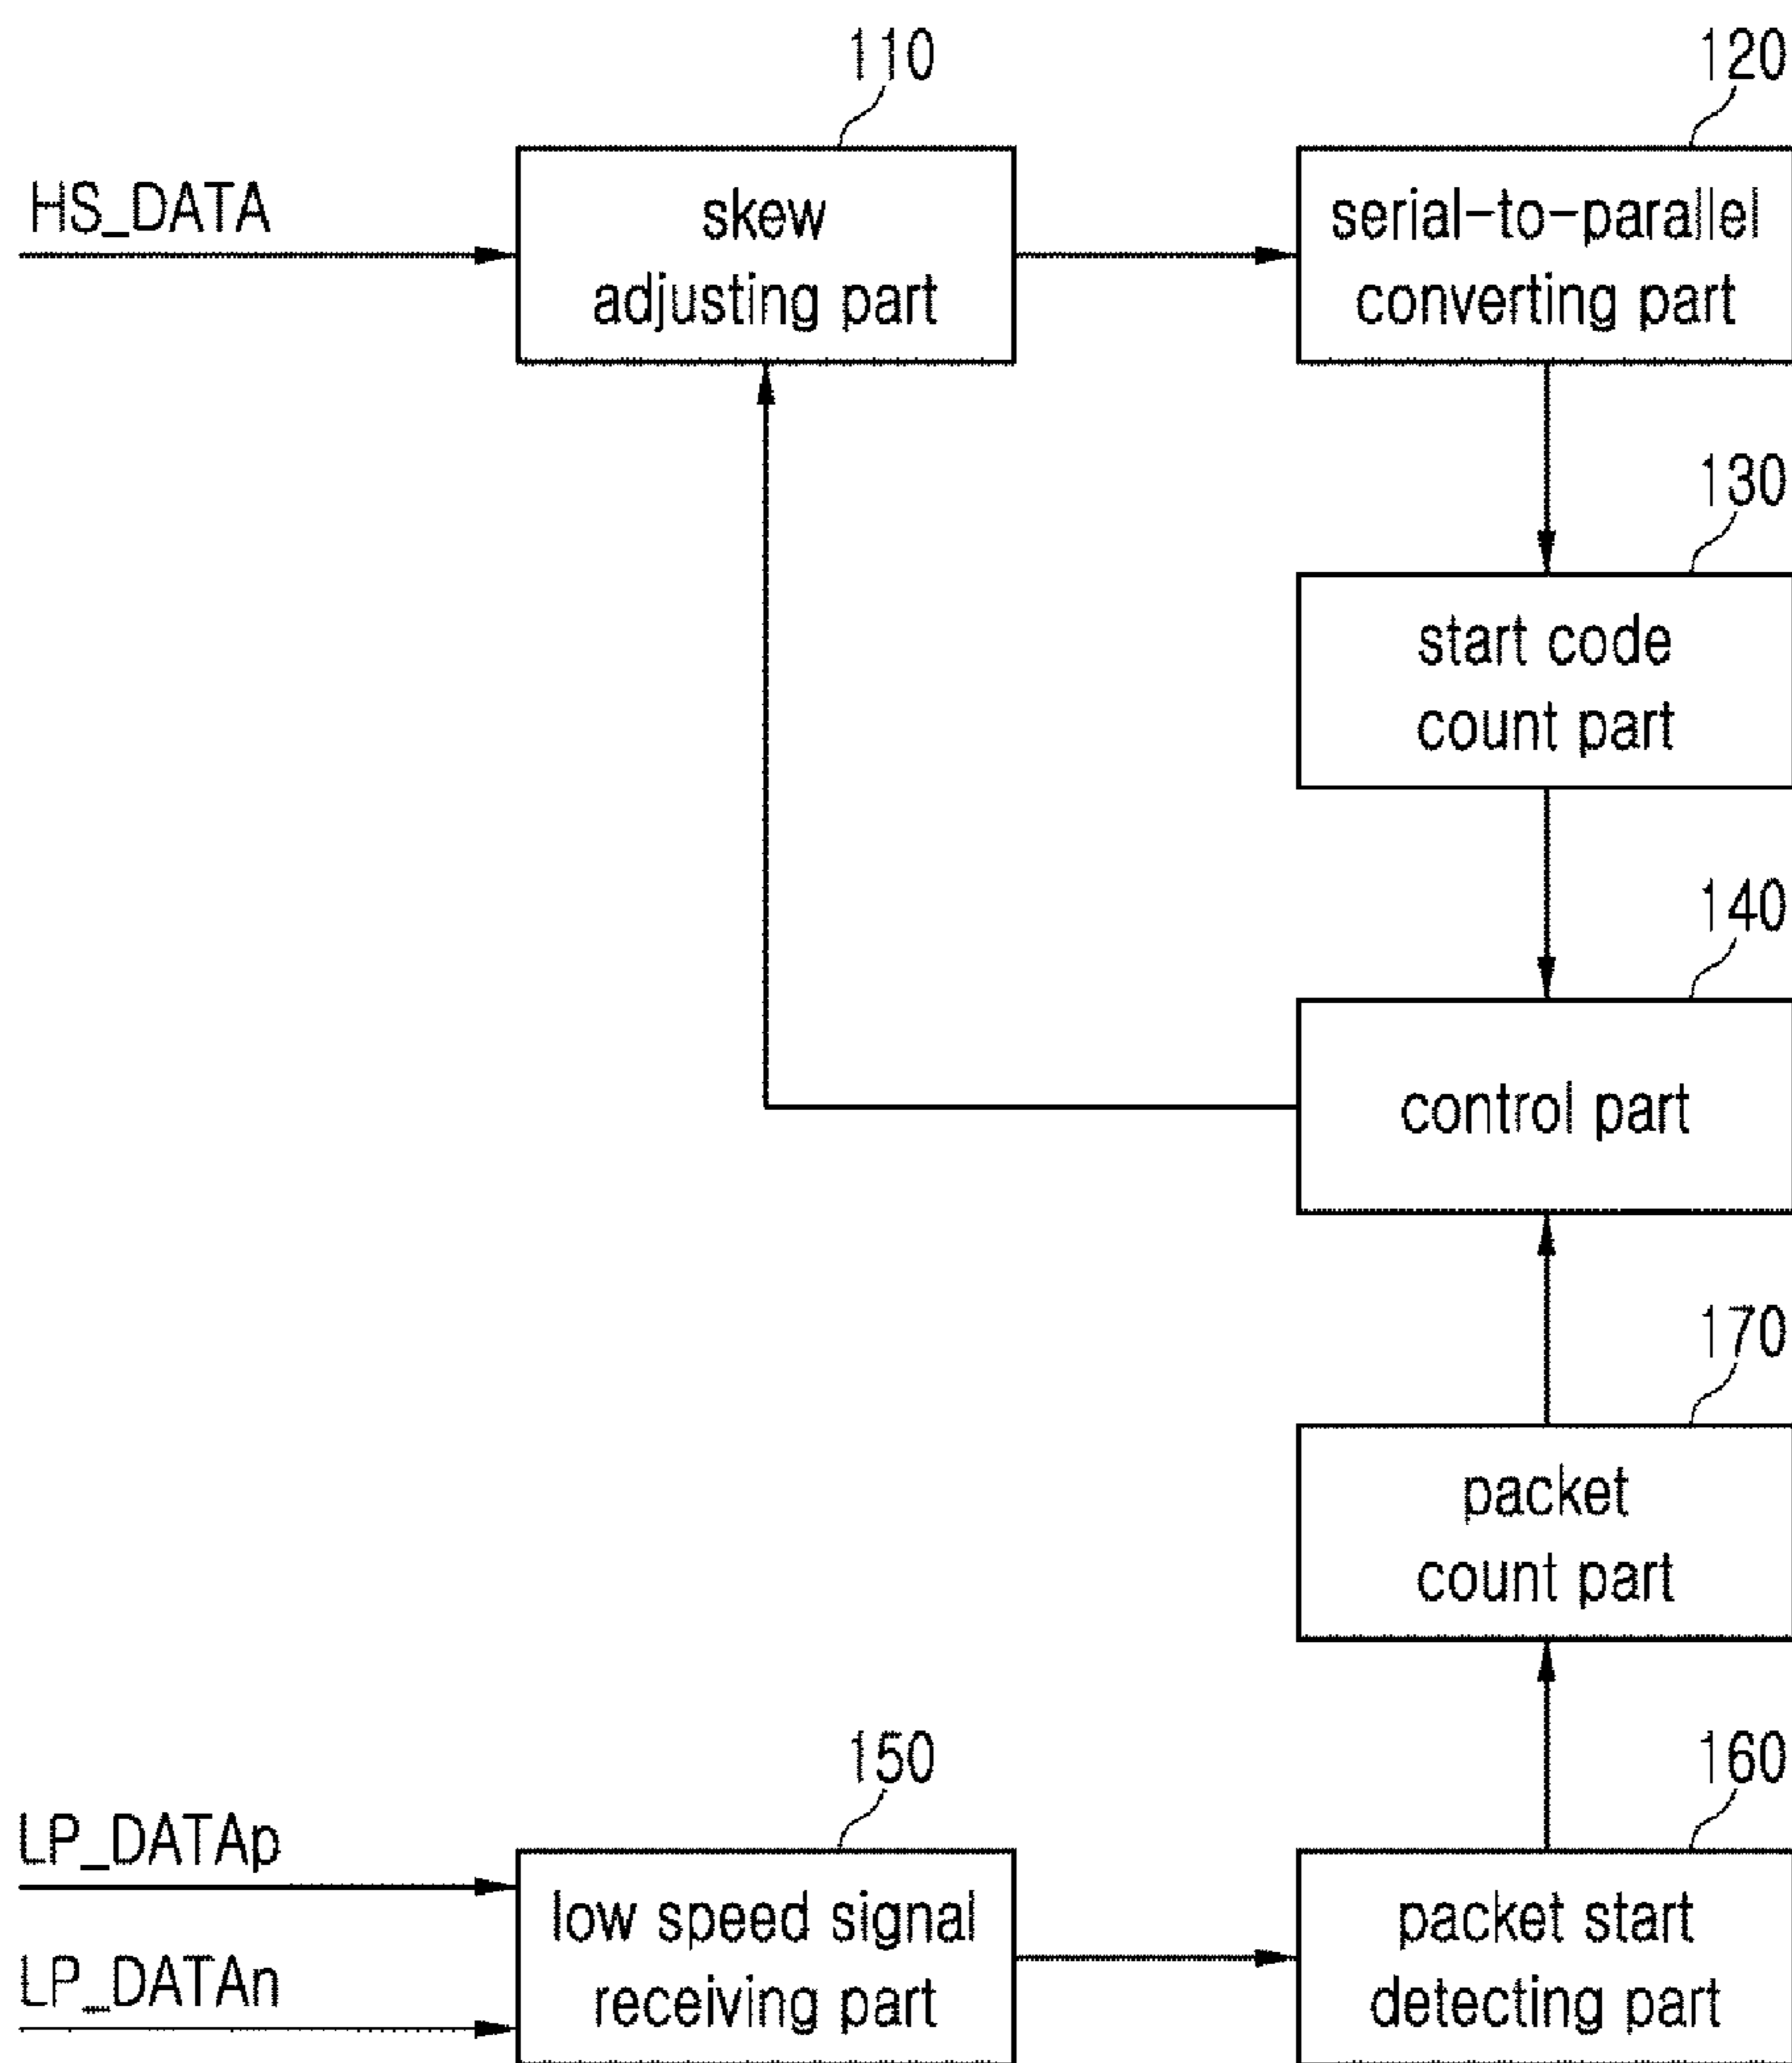 110
120
HS_DATA
skew
adjusting part
serial-to-parallel
converting part
130
start code
count part
140
control part
170
packet
count part
150
160
LP_DATAp
LP_DATAn
low speed signal
receiving part
packet start
detecting part